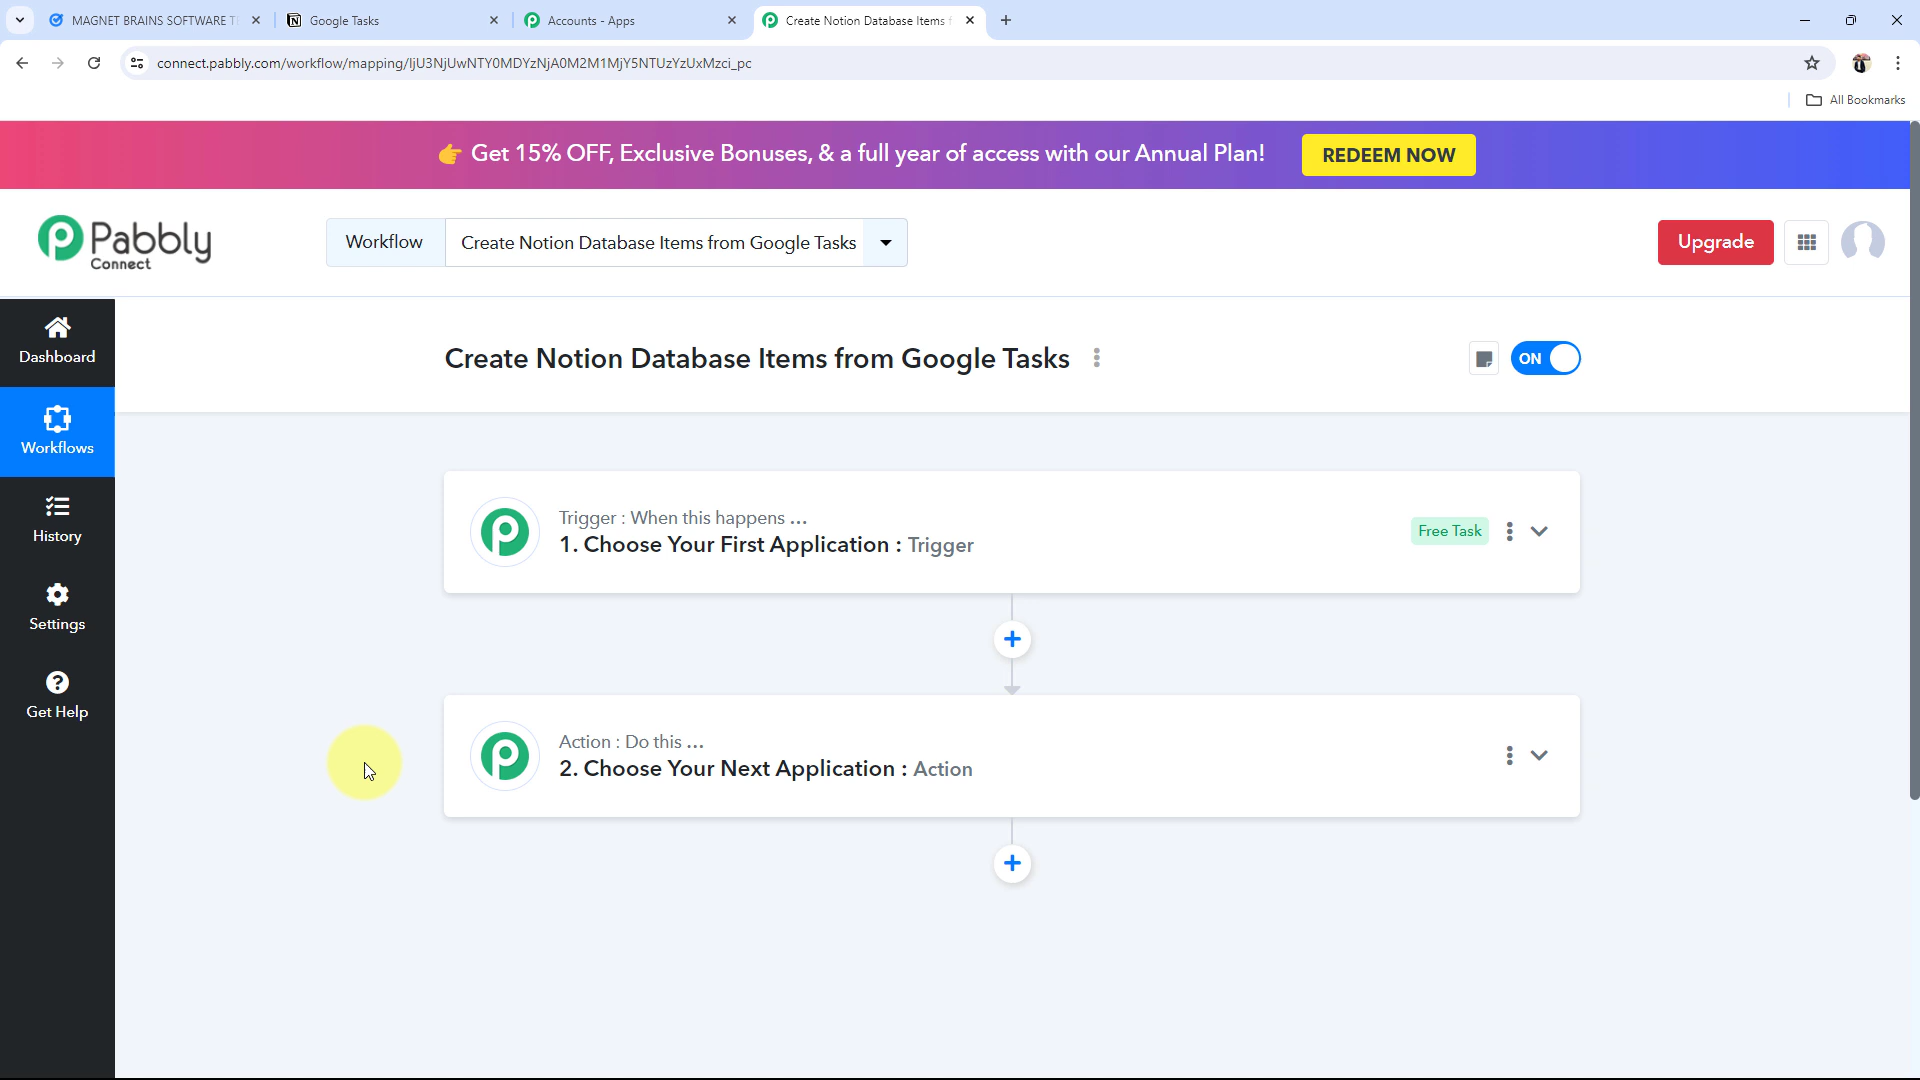 MAGNET BRAINS SOFTWARE T
Google Tasks
Accounts - Apps
Create Notion Database Items f
connect.pabbly.com/workflow/mapping/IjU3NjUwNTY0MDYzNjA0M2M1MjY5NTUzYzUxMzci_pc
All Bookmarks
👉 Get 15% OFF, Exclusive Bonuses, & a full year of access with our Annual Plan!
REDEEM NOW
Pabbly
Connect
Workflow
Create Notion Database Items from Google Tasks
Upgrade
Dashboard
Workflows
History
Settings
Get Help
Create Notion Database Items from Google Tasks
ON
Trigger : When this happens ...
1. Choose Your First Application : Trigger
Free Task
Action : Do this ...
2. Choose Your Next Application : Action